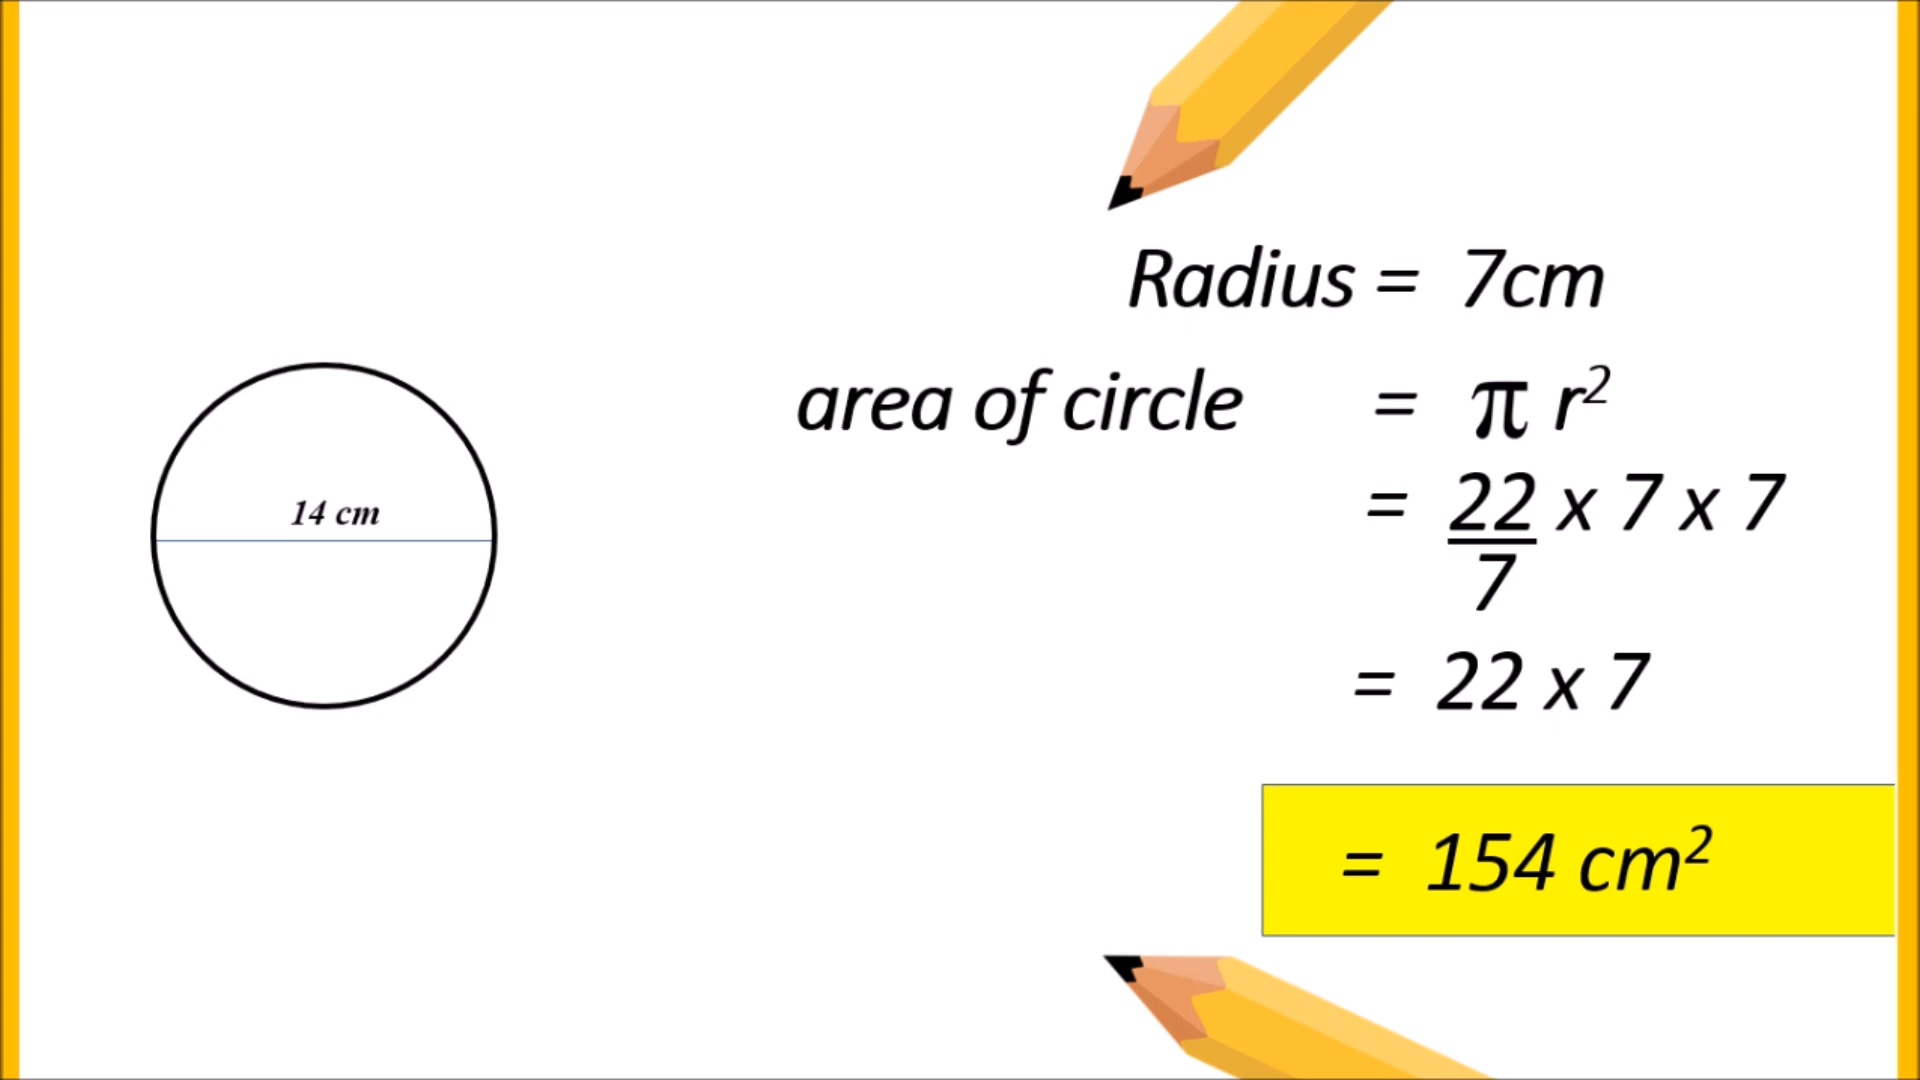 Radius = 7cm
area of circle = π r²
= 22 x 7 x 7
7
= 22 x 7
= 154 cm²
14 cm